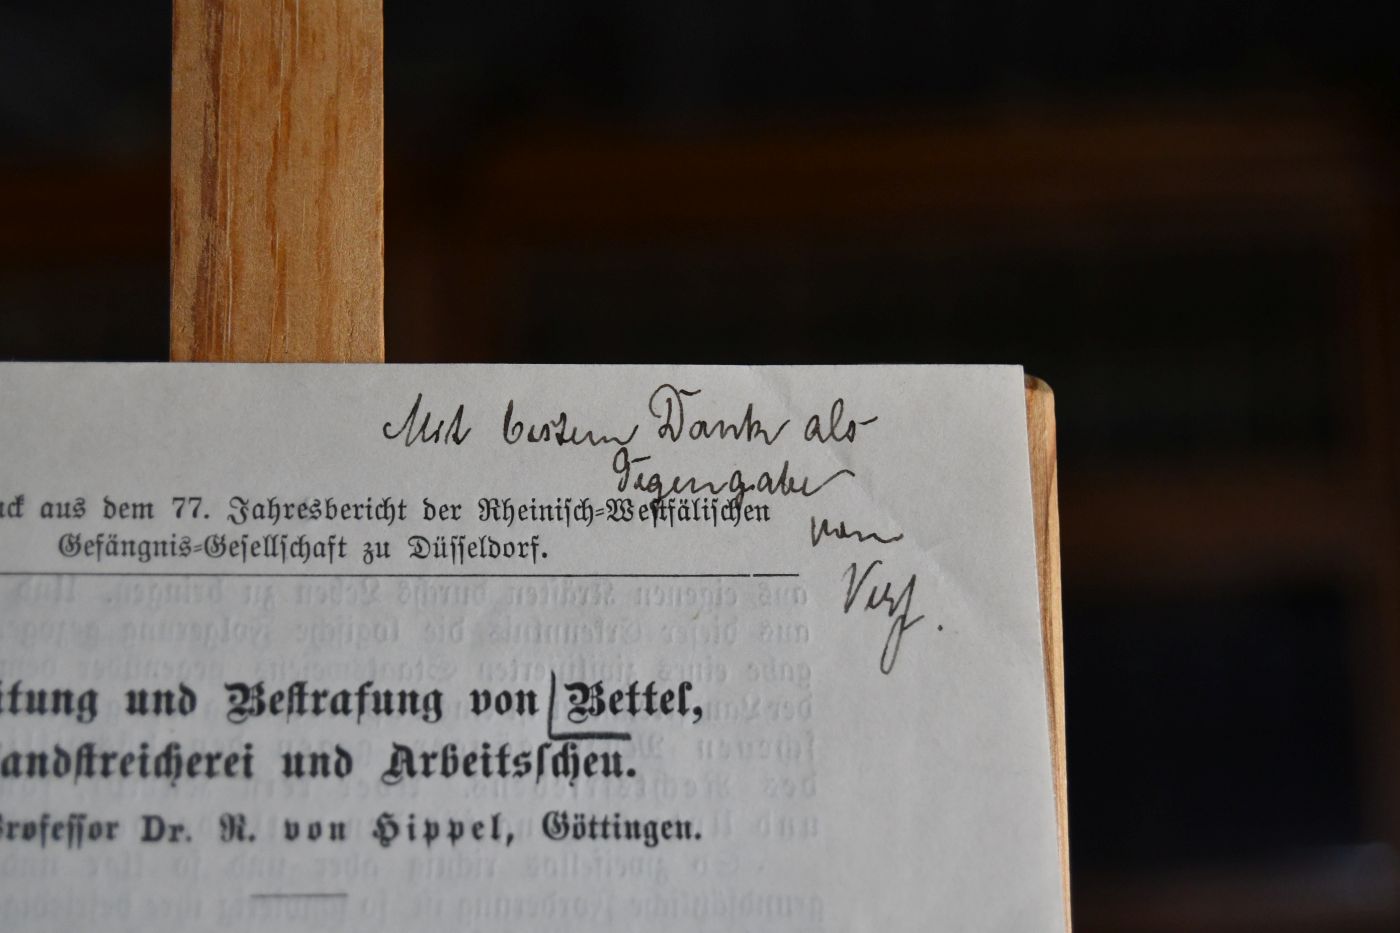 Mit bestem Dank als
Gegengabe
vom
Verf.
uck aus dem 77. Jahresbericht der Rheinisch-Westfälischen
Gefängnis-Gesellschaft zu Düsseldorf.
itung und Bestrafung von Bettel,
andstreicherei und Arbeitsscheu.
Professor Dr. R. von Hippel, Göttingen.